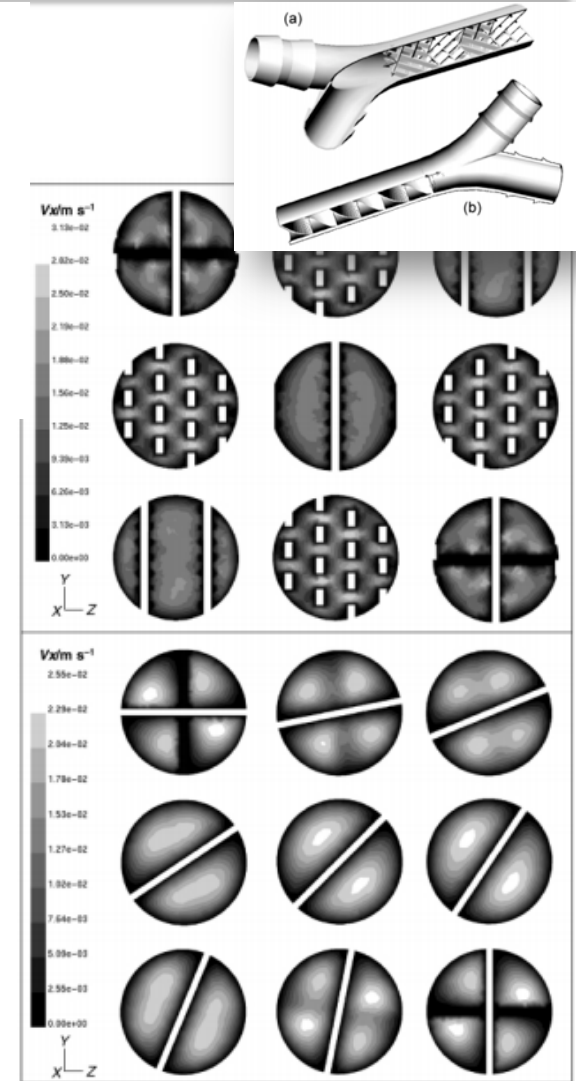 (a)
(b)
Vx/m s⁻¹
3.13e-02
2.82e-02
2.50e-02
2.19e-02
1.88e-02
1.56e-02
1.25e-02
9.39e-03
6.26e-03
3.13e-03
0.00e+00
Y
X Z
Vx/m s⁻¹
2.55e-02
2.29e-02
2.04e-02
1.78e-02
1.53e-02
1.27e-02
1.02e-02
7.64e-03
5.09e-03
2.55e-03
0.00e+00
Y
X Z